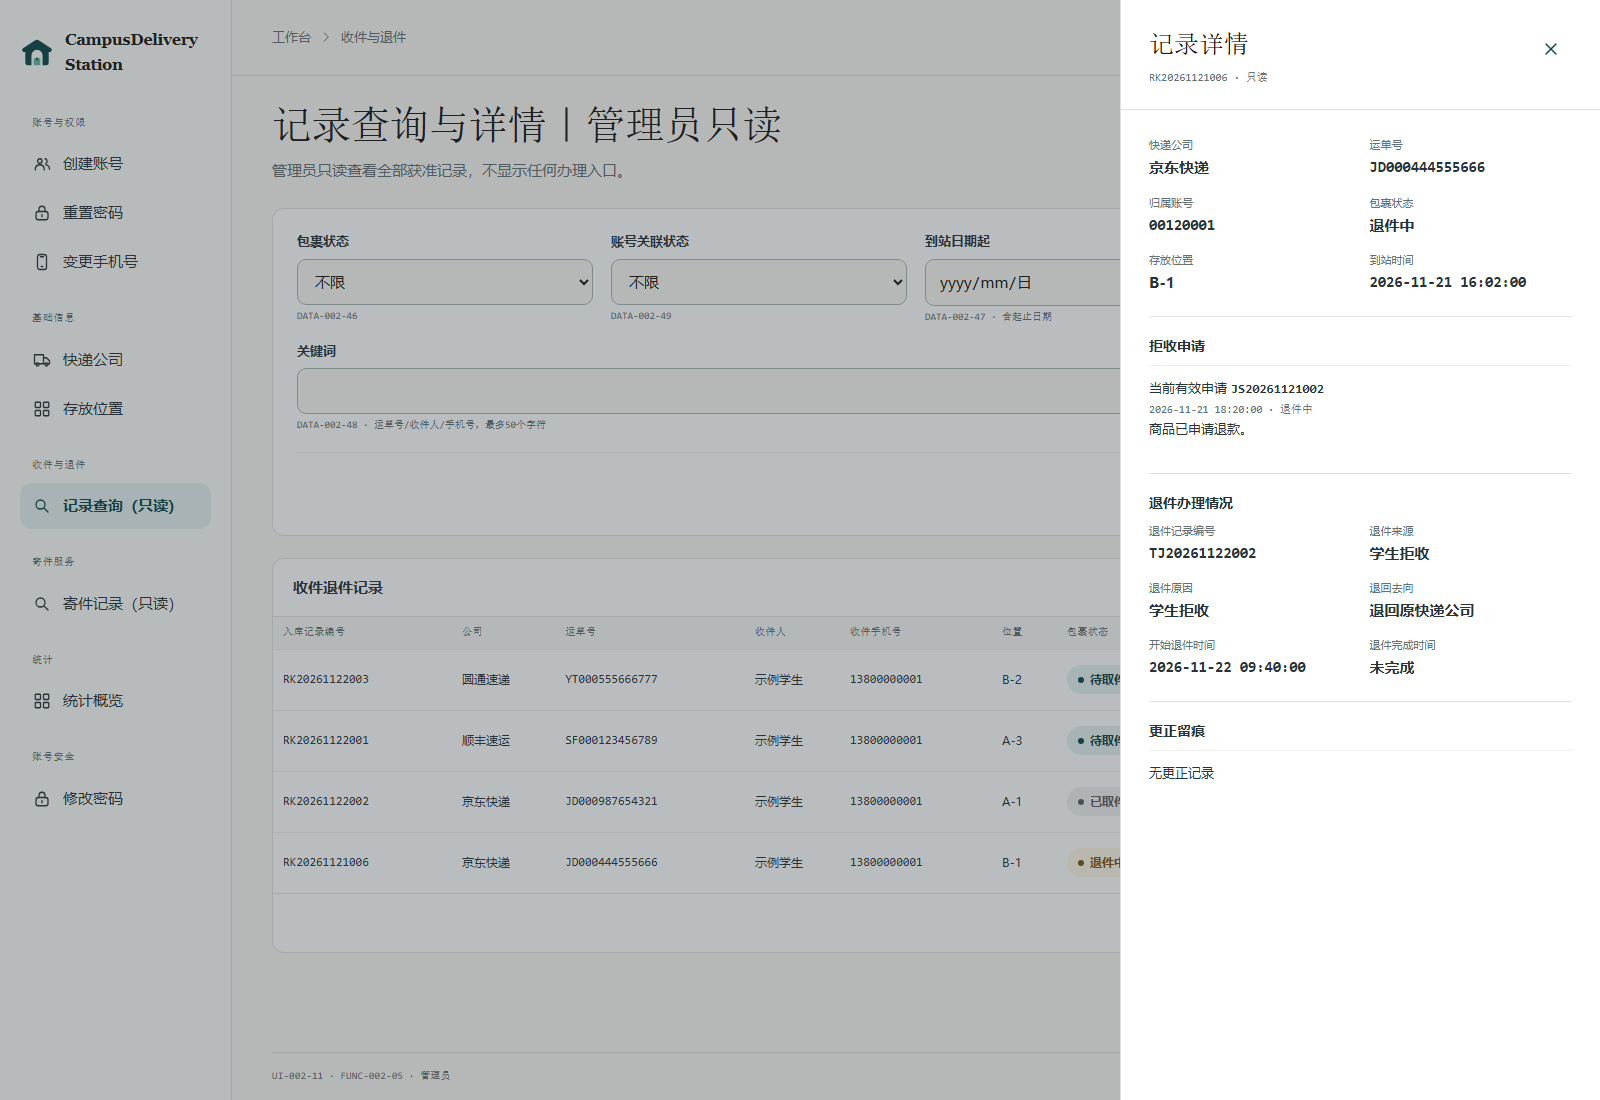 CampusDelivery
Station
账号与权限
创建账号
重置密码
变更手机号
基础信息
快递公司
存放位置
收件与退件
记录查询（只读）
寄件服务
寄件记录（只读）
统计
统计概览
账号安全
修改密码
工作台 > 收件与退件
记录查询与详情丨管理员只读
管理员只读查看全部获准记录，不显示任何办理入口。
包裹状态
不限
DATA-002-46
账号关联状态
不限
DATA-002-49
到站日期起
yyyy/mm/日
DATA-002-47 · 含起止日期
关键词
DATA-002-48 · 运单号/收件人/手机号，最多50个字符
收件退件记录
入库记录编号 公司 运单号 收件人 收件手机号 位置 包裹状态
RK20261122003 圆通速递 YT000555666777 示例学生 13800000001 B-2 待取件
RK20261122001 顺丰速运 SF000123456789 示例学生 13800000001 A-3 待取件
RK20261122002 京东快递 JD000987654321 示例学生 13800000001 A-1 已取件
RK20261121006 京东快递 JD000444555666 示例学生 13800000001 B-1 退件中
UI-002-11 · FUNC-002-05 · 管理员
记录详情
RK20261121006 · 只读
快递公司 运单号
京东快递 JD000444555666
归属账号 包裹状态
00120001 退件中
存放位置 到站时间
B-1 2026-11-21 16:02:00
拒收申请
当前有效申请 JS20261121002
2026-11-21 18:20:00 · 退件中
商品已申请退款。
退件办理情况
退件记录编号 退件来源
TJ20261122002 学生拒收
退件原因 退回去向
学生拒收 退回原快递公司
开始退件时间 退件完成时间
2026-11-22 09:40:00 未完成
更正留痕
无更正记录